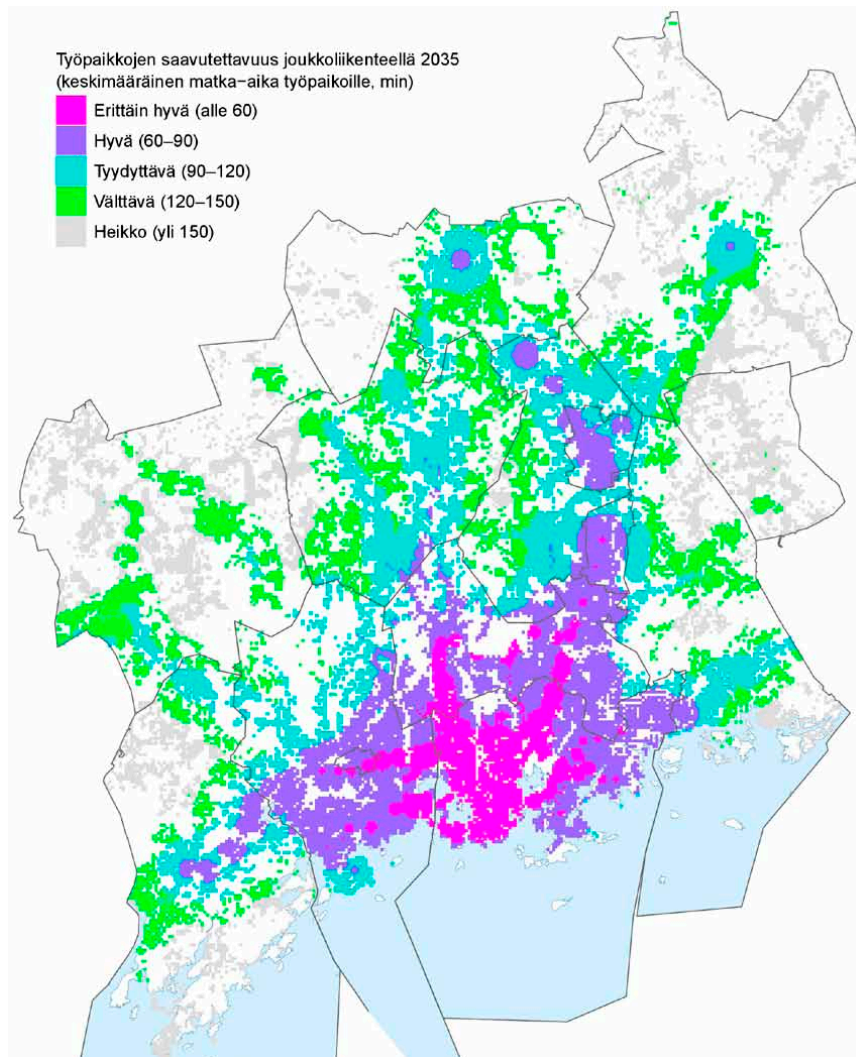 Työpaikkojen saavutettavuus joukkoliikenteellä 2035
(keskimääräinen matka−aika työpaikoille, min)
Erittäin hyvä (alle 60)
Hyvä (60–90)
Tyydyttävä (90–120)
Välttävä (120–150)
Heikko (yli 150)